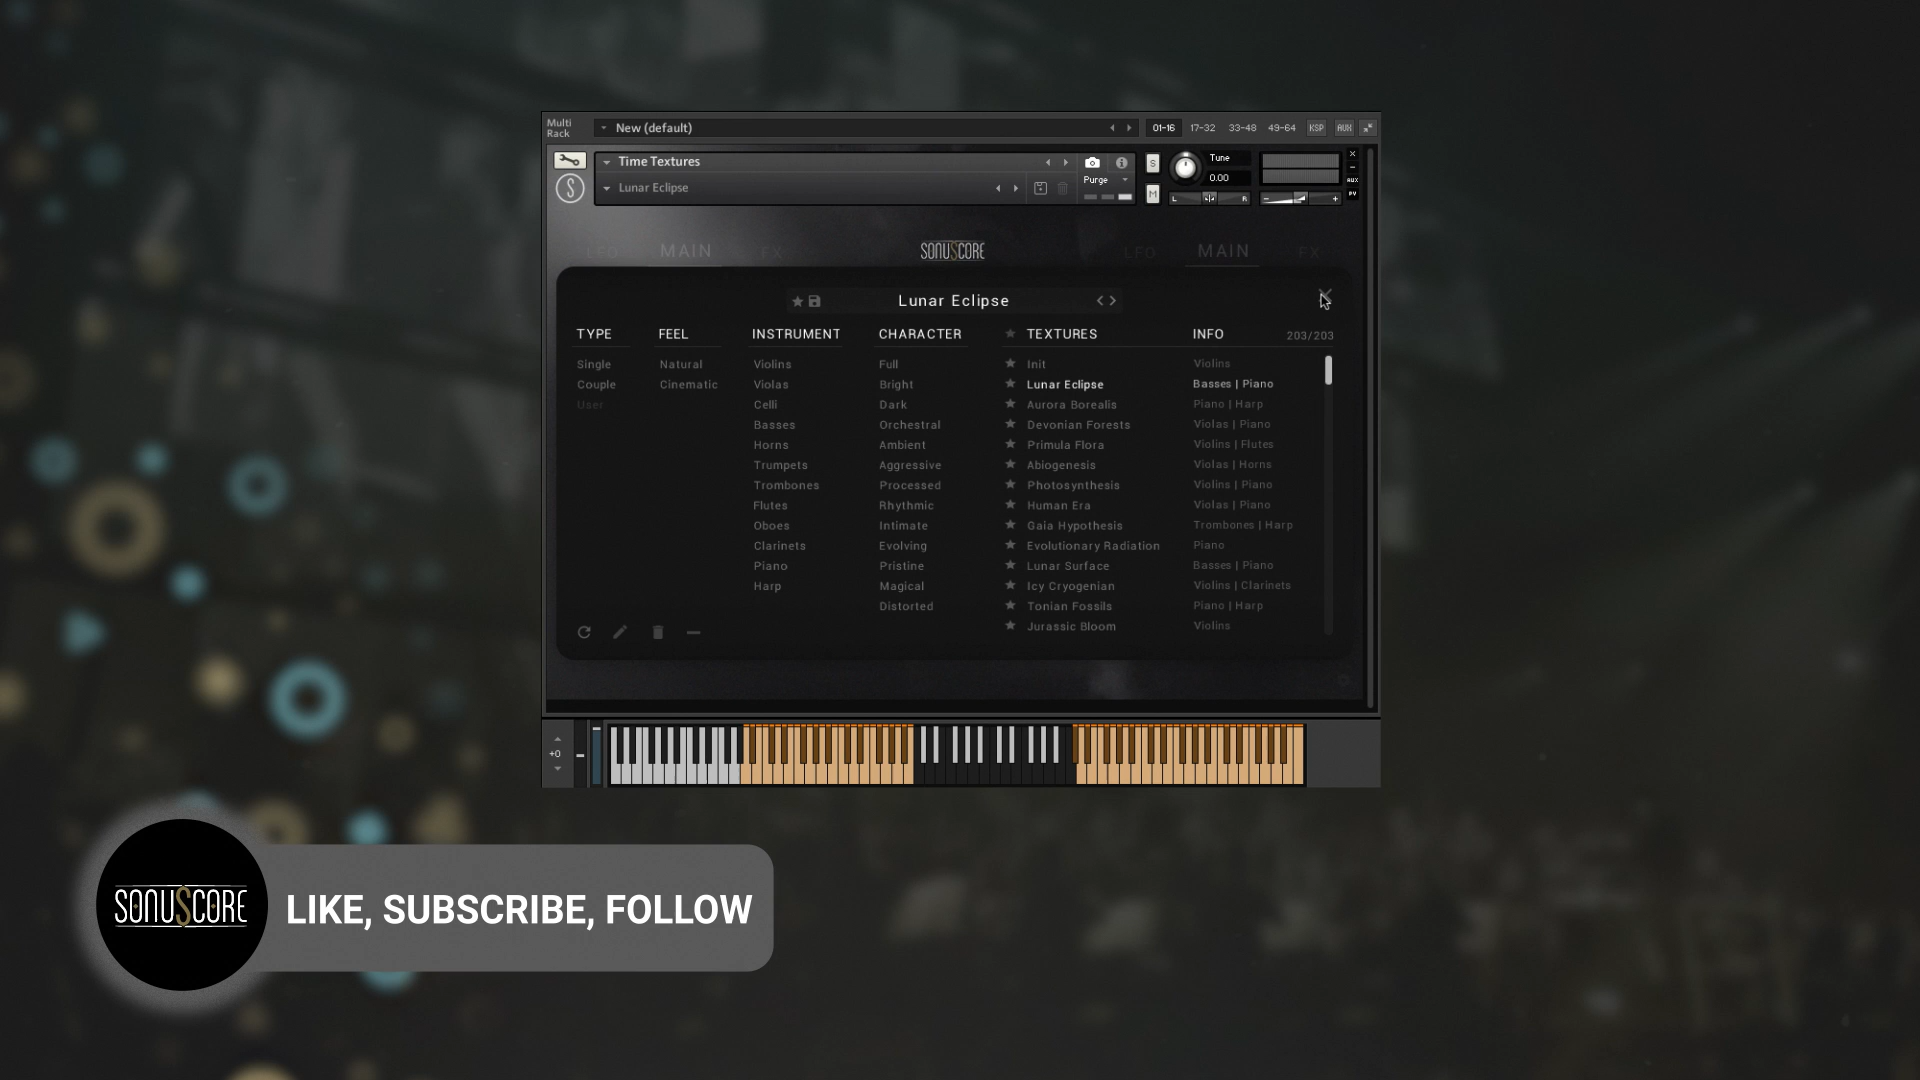 Multi Rack
New (default)
01-16 17-32 33-48 49-64 KSP AUX
Time Textures
Lunar Eclipse
Purge
S
M
Tune
0.00
L R
- +
AUX
PV
LFO MAIN FX
SONUSCORE
LFO MAIN FX
Lunar Eclipse
TYPE FEEL INSTRUMENT CHARACTER TEXTURES INFO 203/203
Single Natural Violins Full Init Violins
Couple Cinematic Violas Bright Lunar Eclipse Basses | Piano
User Celli Dark Aurora Borealis Piano | Harp
Basses Orchestral Devonian Forests Violas | Piano
Horns Ambient Primula Flora Violins | Flutes
Trumpets Aggressive Abiogenesis Violas | Horns
Trombones Processed Photosynthesis Violins | Piano
Flutes Rhythmic Human Era Violas | Piano
Oboes Intimate Gaia Hypothesis Trombones | Harp
Clarinets Evolving Evolutionary Radiation Piano
Piano Pristine Lunar Surface Basses | Piano
Harp Magical Icy Cryogenian Violins | Clarinets
Distorted Tonian Fossils Piano | Harp
Jurassic Bloom Violins
+0
SONUSCORE
LIKE, SUBSCRIBE, FOLLOW